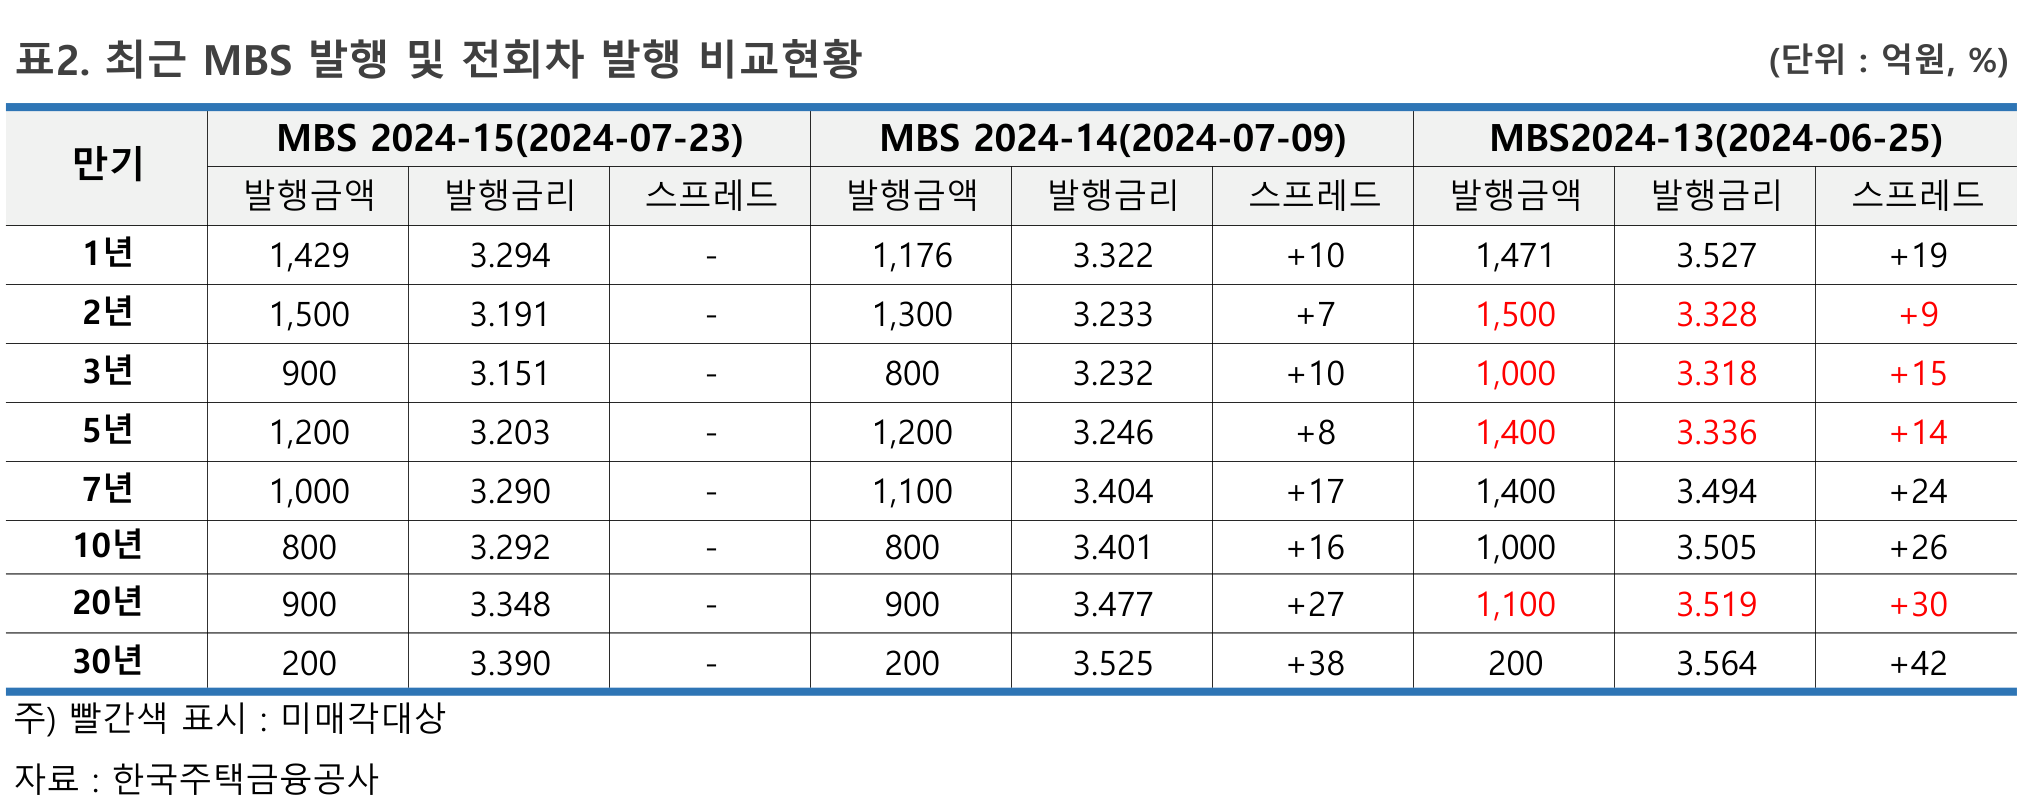 표2. 최근 MBS 발행 및 전회차 발행 비교현황 (단위 : 억원, %)
만기 MBS 2024-15(2024-07-23) MBS 2024-14(2024-07-09) MBS2024-13(2024-06-25)
발행금액 발행금리 스프레드 발행금액 발행금리 스프레드 발행금액 발행금리 스프레드
1년 1,429 3.294 - 1,176 3.322 +10 1,471 3.527 +19
2년 1,500 3.191 - 1,300 3.233 +7 1,500 3.328 +9
3년 900 3.151 - 800 3.232 +10 1,000 3.318 +15
5년 1,200 3.203 - 1,200 3.246 +8 1,400 3.336 +14
7년 1,000 3.290 - 1,100 3.404 +17 1,400 3.494 +24
10년 800 3.292 - 800 3.401 +16 1,000 3.505 +26
20년 900 3.348 - 900 3.477 +27 1,100 3.519 +30
30년 200 3.390 - 200 3.525 +38 200 3.564 +42
주) 빨간색 표시 : 미매각대상
자료 : 한국주택금융공사